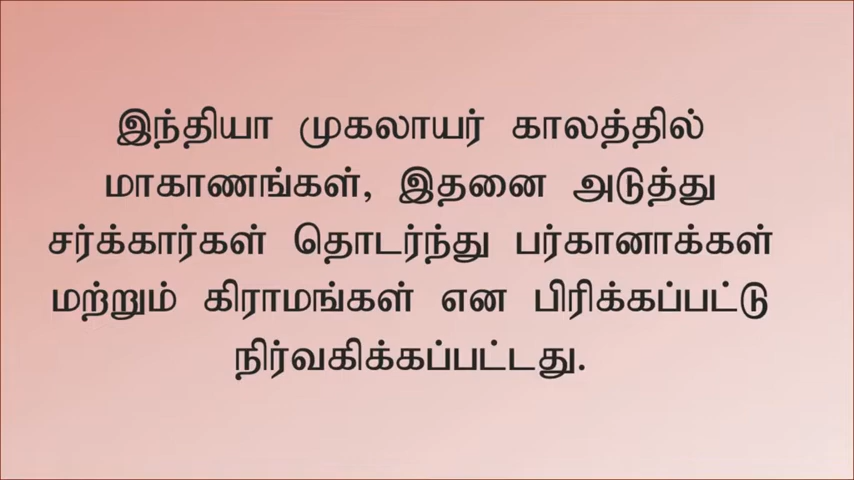 இந்தியா முகலாயர் காலத்தில்
மாகாணங்கள், இதனை அடுத்து
சர்க்கார்கள் தொடர்ந்து பர்கானாக்கள்
மற்றும் கிராமங்கள் என பிரிக்கப்பட்டு
நிர்வகிக்கப்பட்டது.